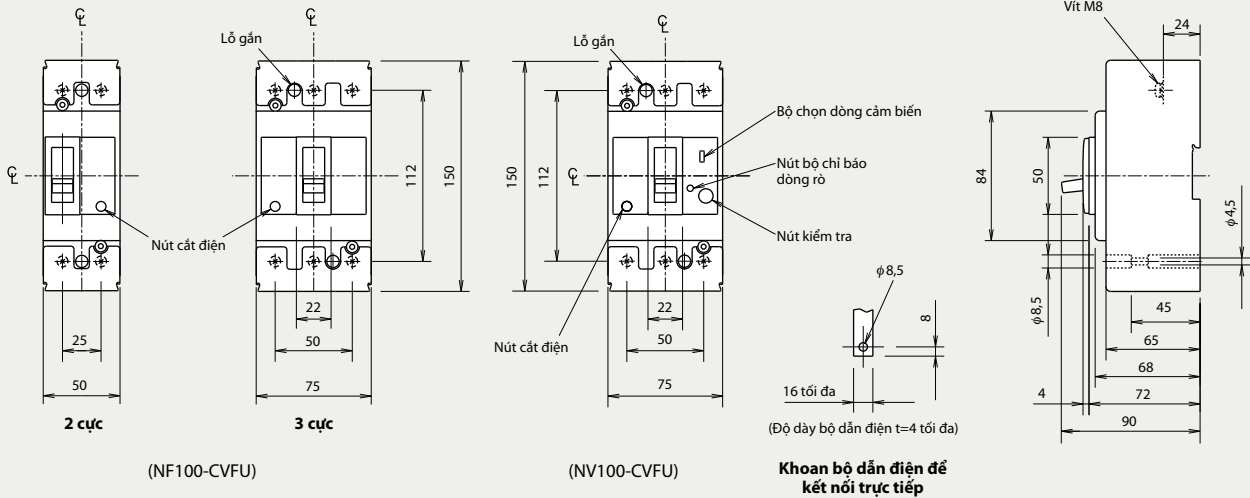 ℄
Nút cắt điện
25
50
2 cực
℄
℄
Lỗ gắn
112
150
22
50
75
3 cực
(NF100-CVFU)
℄
Lỗ gắn
150
112
℄
Bộ chọn dòng cảm biến
Nút bộ chỉ báo
dòng rò
Nút kiểm tra
Nút cắt điện
22
50
75
(NV100-CVFU)
φ8,5
8
16 tối đa
(Độ dày bộ dẫn điện t=4 tối đa)
Khoan bộ dẫn điện để
kết nối trực tiếp
Vít M8
24
84
50
φ4,5
φ8,5
45
65
68
4
72
90